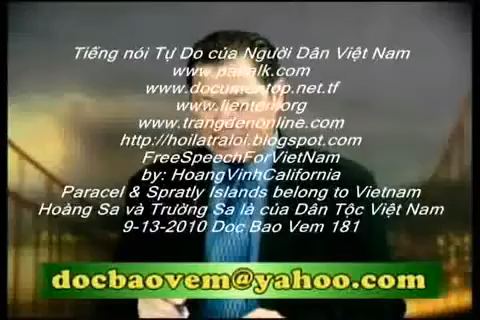 Tiếng nói Tự Do của Người Dân Việt Nam
www.paltalk.com
www.documentop.net.tf
www.lienten.org
www.trangdenonline.com
http://hoilatraloi.blogspot.com
FreeSpeechForVietNam
by: HoangVinhCalifornia
Paracel & Spratly Islands belong to Vietnam
Hoàng Sa và Trường Sa là của Dân Tộc Việt Nam
9-13-2010 Doc Bao Vem 181
docbaovem@yahoo.com